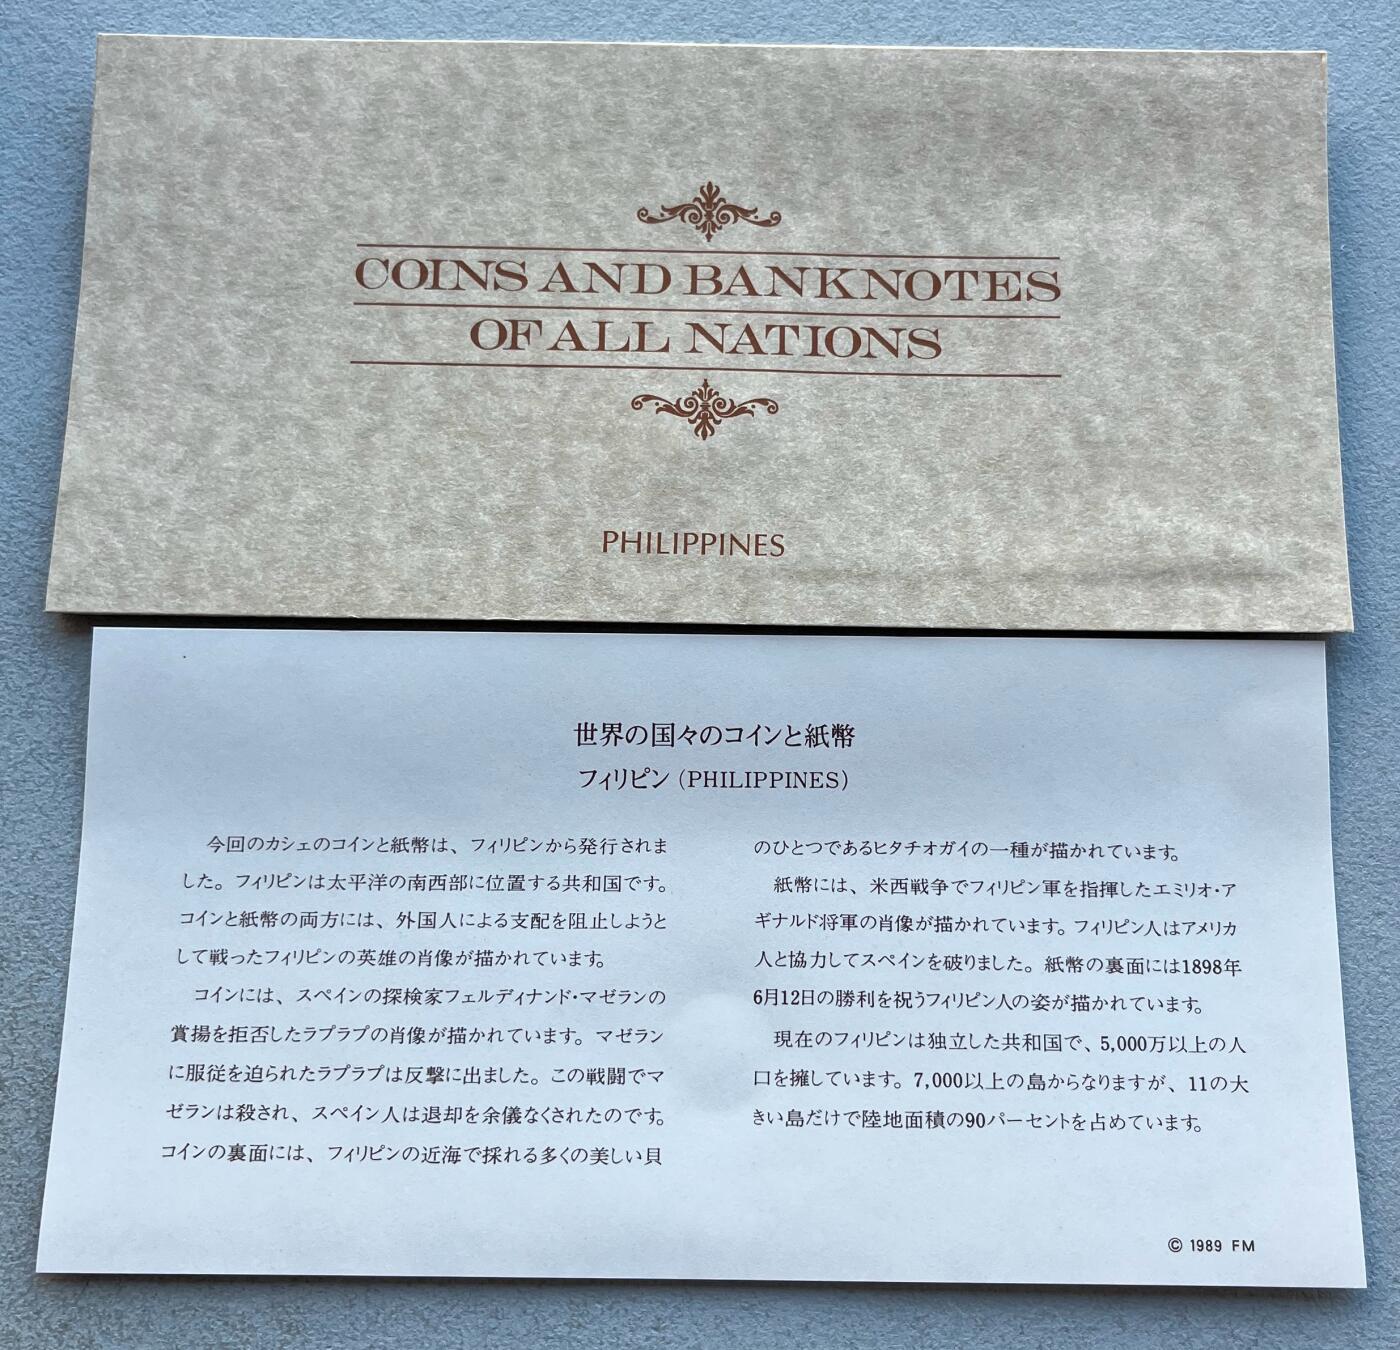 COINS AND BANKNOTES
OF ALL NATIONS
PHILIPPINES
世界の国々のコインと紙幣
フィリピン (PHILIPPINES)
今回のカシェのコインと紙幣は、フィリピンから発行されま
した。フィリピンは太平洋の南西部に位置する共和国です。
コインと紙幣の両方には、外国人による支配を阻止しようと
して戦ったフィリピンの英雄の肖像が描かれています。
コインには、スペインの探検家フェルディナンド・マゼランの
賞揚を拒否したラプラプの肖像が描かれています。マゼラン
に服従を迫られたラプラプは反撃に出ました。この戦闘でマ
ゼランは殺され、スペイン人は退却を余儀なくされたのです。
コインの裏面には、フィリピンの近海で採れる多くの美しい貝
のひとつであるヒタチオガイの一種が描かれています。
紙幣には、米西戦争でフィリピン軍を指揮したエミリオ・ア
ギナルド将軍の肖像が描かれています。フィリピン人はアメリカ
人と協力してスペインを破りました。紙幣の裏面には1898年
6月12日の勝利を祝うフィリピン人の姿が描かれています。
現在のフィリピンは独立した共和国で、5,000万以上の人
口を擁しています。7,000以上の島からなりますが、11の大
きい島だけで陸地面積の90パーセントを占めています。
© 1989 FM